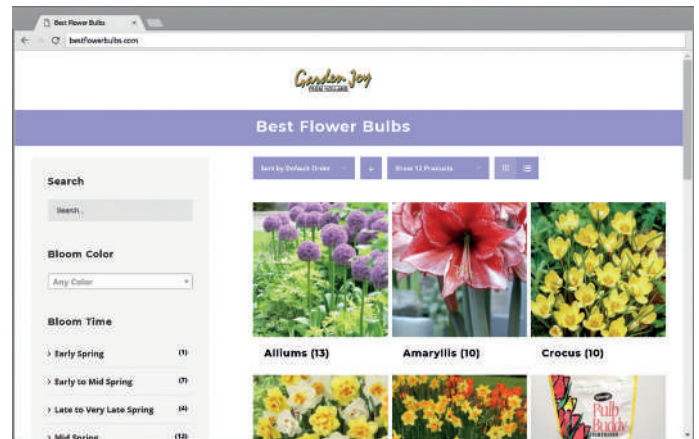 Best Flower Bulbs
bestflowerbulbs.com
Garden Joy
FROM HOLLAND
Best Flower Bulbs
Search
Search..
Bloom Color
Any Color
Bloom Time
Early Spring (1)
Early to Mid Spring (7)
Late to Very Late Spring (4)
Mid Spring (12)
Sort by Default Order
Show 12 Products
Alliums (13)
Amaryllis (10)
Crocus (10)
Bulb
Buddy